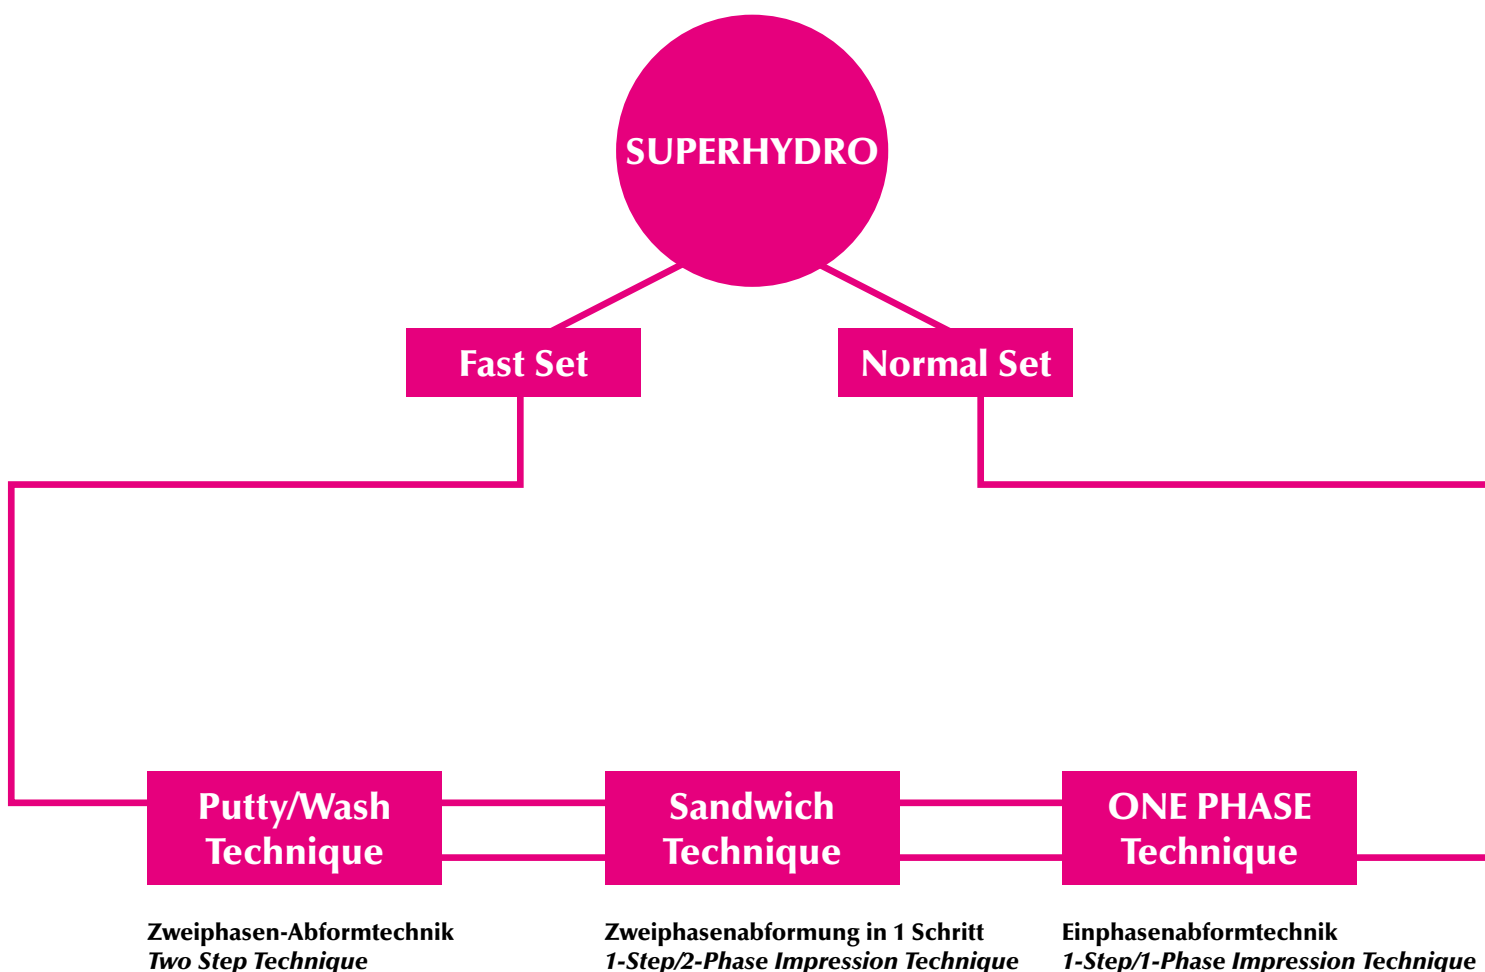 SUPERHYDRO
Fast Set
Normal Set
Putty/Wash
Technique
Sandwich
Technique
ONE PHASE
Technique
Zweiphasen-Abformtechnik
Two Step Technique
Zweiphasenabformung in 1 Schritt
1-Step/2-Phase Impression Technique
Einphasenabformtechnik
1-Step/1-Phase Impression Technique